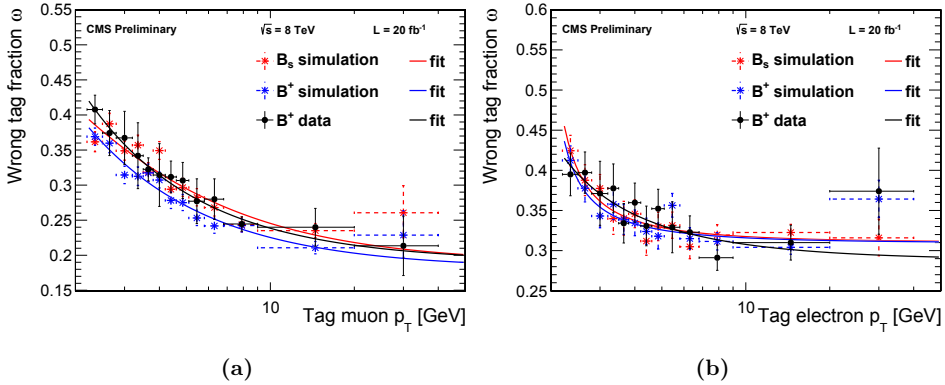 CMS Preliminary √s = 8 TeV L = 20 fb⁻¹
Wrong tag fraction ω
0.55
0.5
0.45
0.4
0.35
0.3
0.25
0.2
0.15
Bₛ simulation fit
B⁺ simulation fit
B⁺ data fit
10
Tag muon p_T [GeV]
(a)
CMS Preliminary √s = 8 TeV L = 20 fb⁻¹
Wrong tag fraction ω
0.6
0.55
0.5
0.45
0.4
0.35
0.3
0.25
0.2
Bₛ simulation fit
B⁺ simulation fit
B⁺ data fit
10
Tag electron p_T [GeV]
(b)